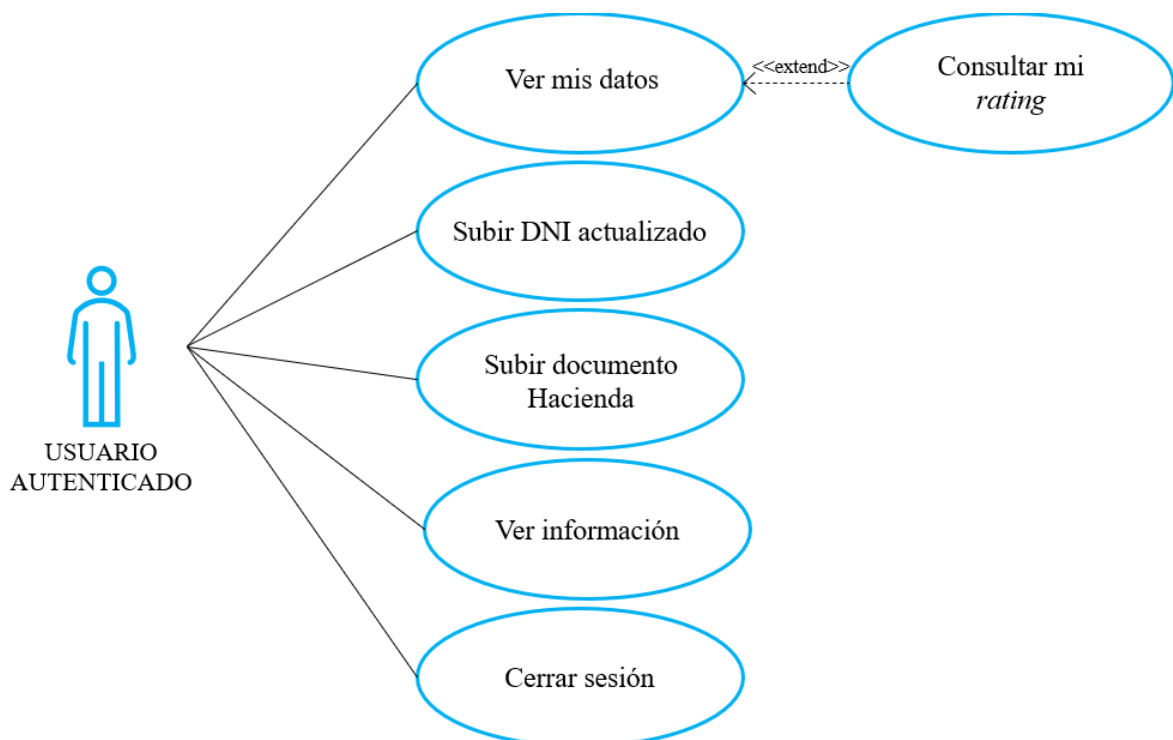 Ver mis datos
<<extend>>
Consultar mi
rating
Subir DNI actualizado
Subir documento
Hacienda
USUARIO
AUTENTICADO
Ver información
Cerrar sesión